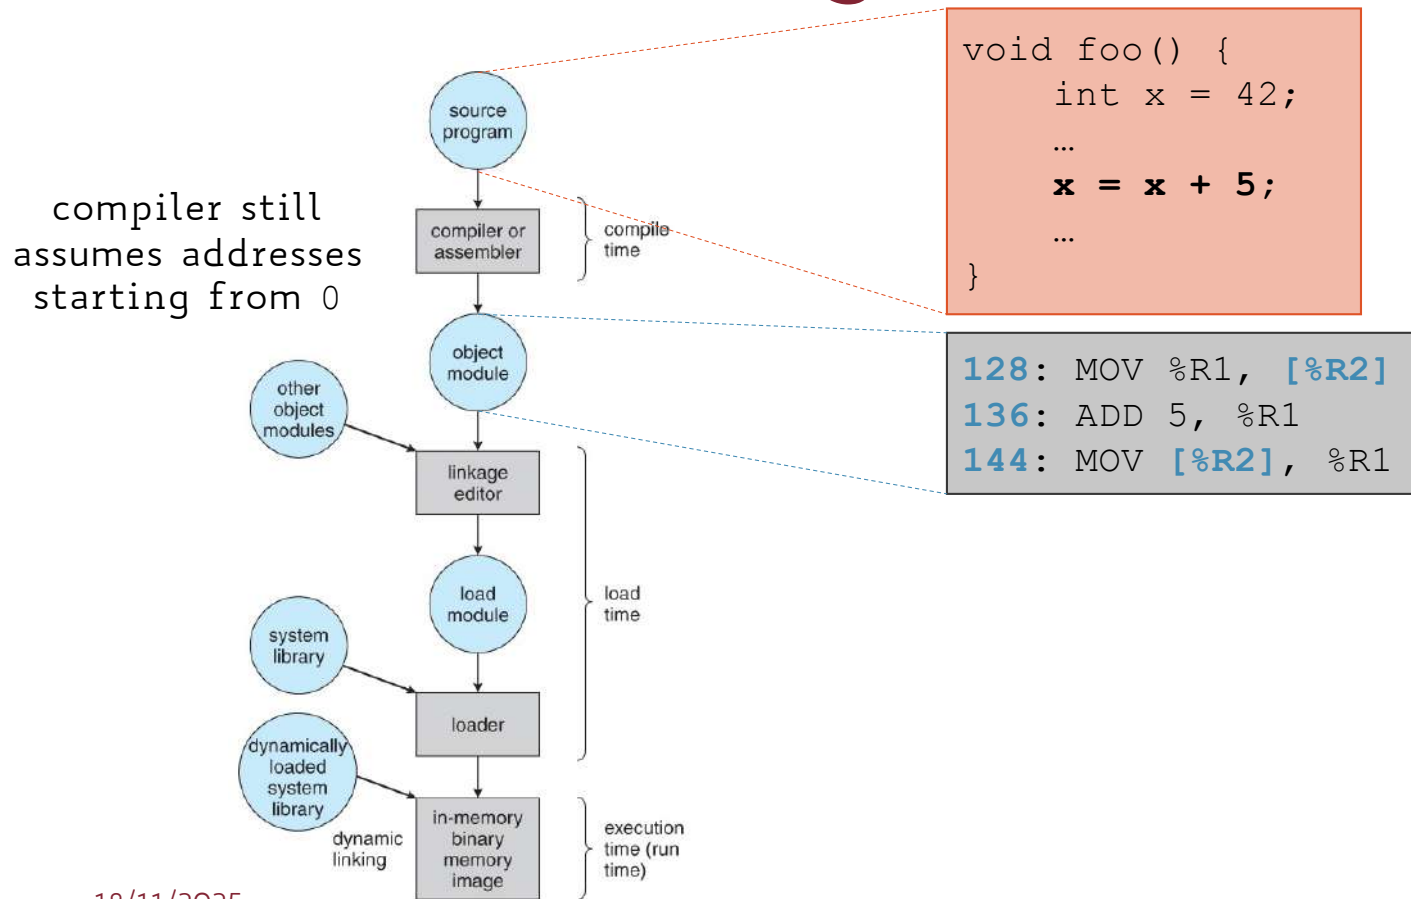 compiler still
assumes addresses
starting from 0
source
program
compiler or
assembler
compile
time
object
module
other
object
modules
linkage
editor
load
module
load
time
system
library
loader
dynamically
loaded
system
library
dynamic
linking
in-memory
binary
memory
image
execution
time (run
time)
void foo() {
int x = 42;
…
x = x + 5;
…
}
128: MOV %R1, [%R2]
136: ADD 5, %R1
144: MOV [%R2], %R1
18/11/2025